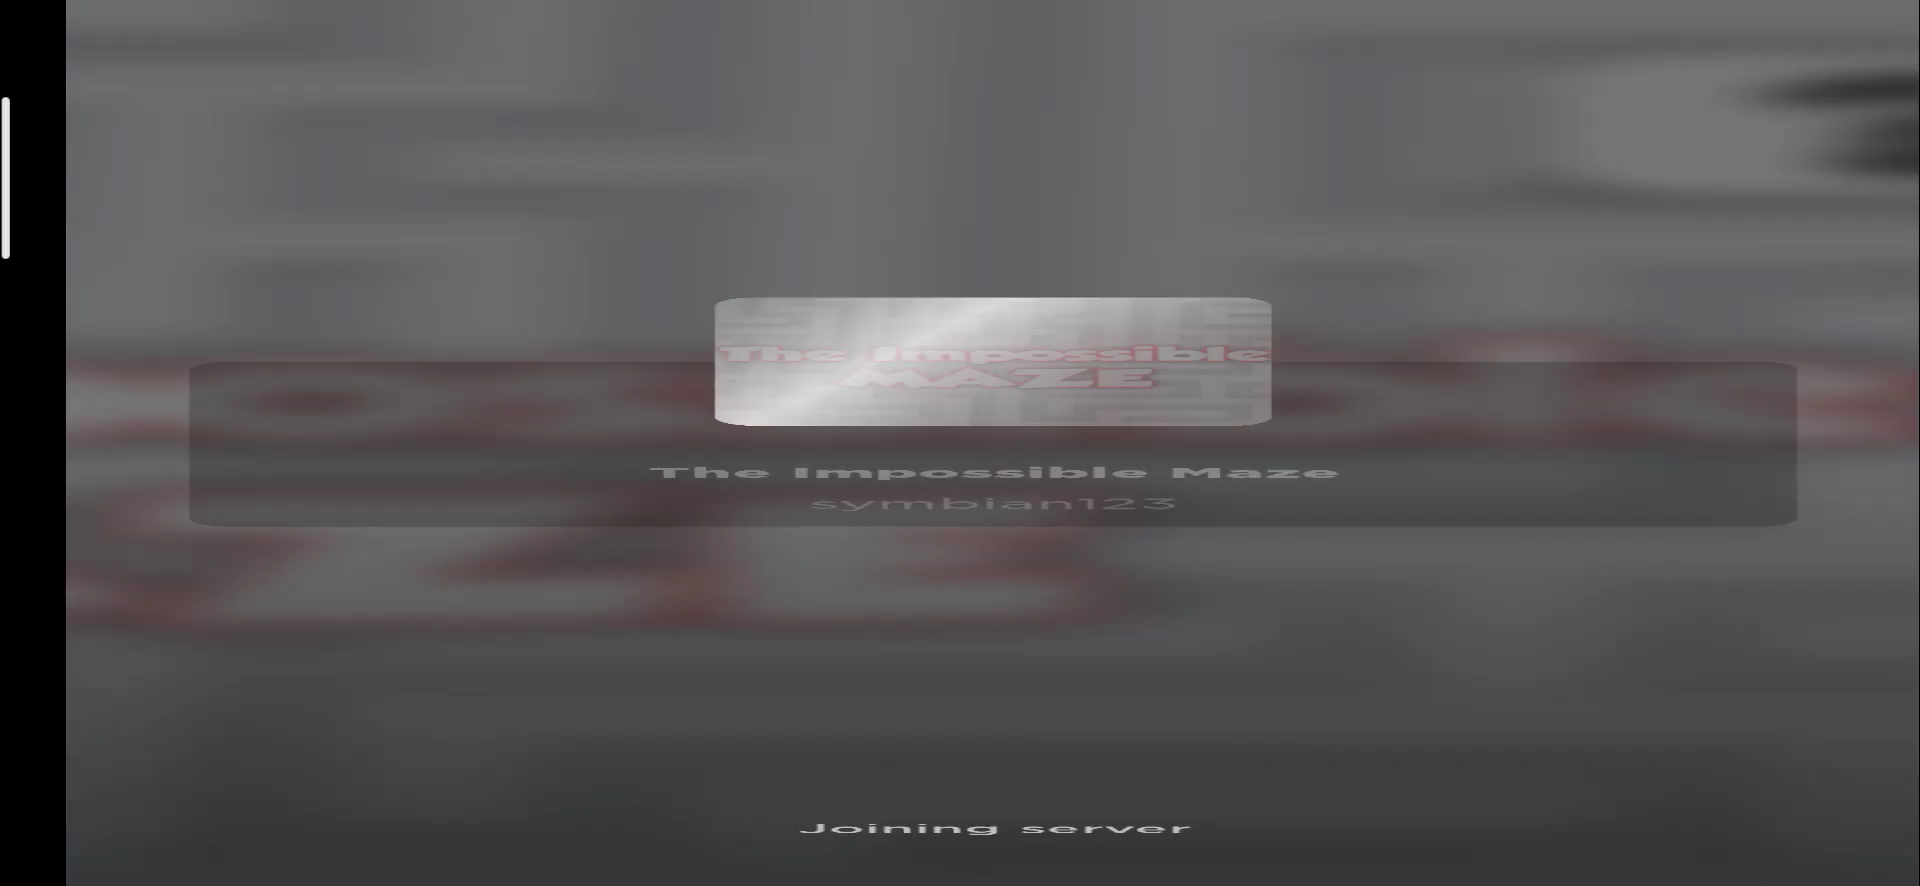 The Impossible
MAZE
The Impossible Maze
symbian123
Joining server